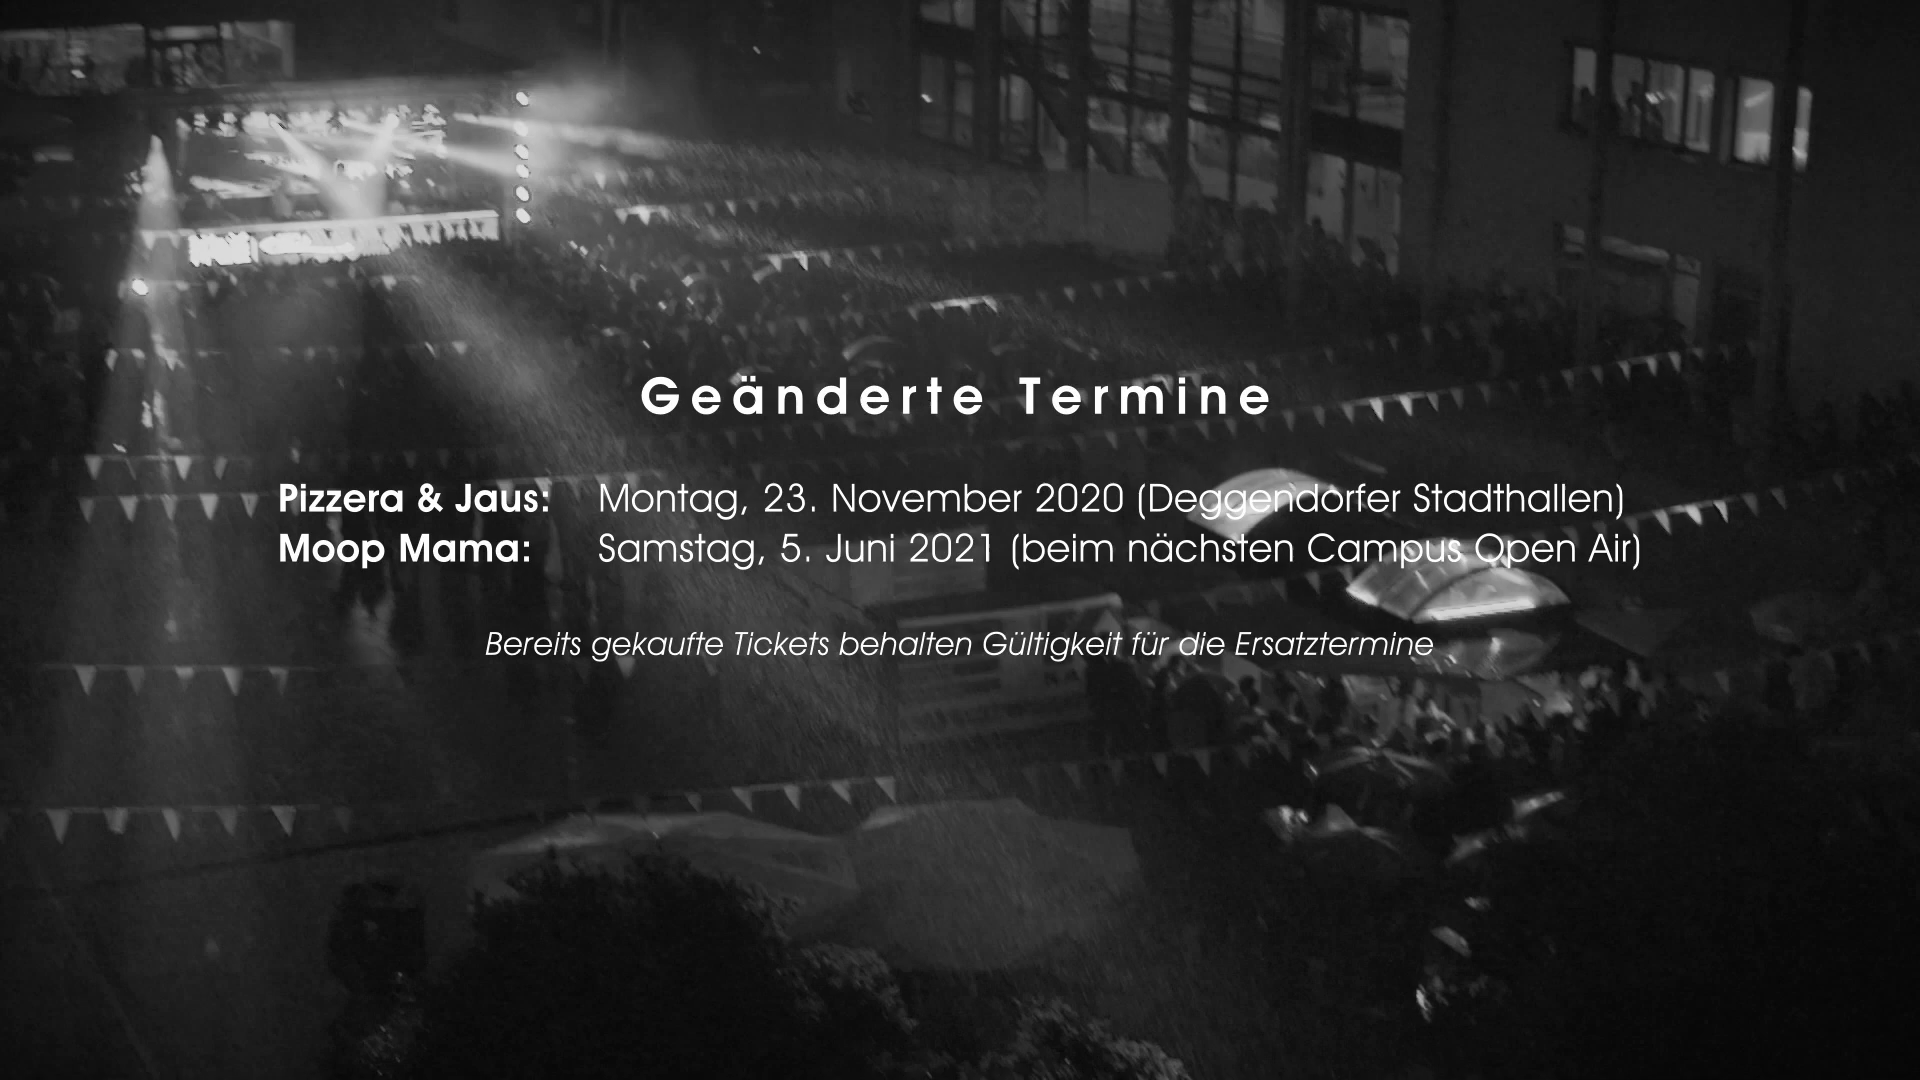 Geänderte Termine
Pizzera & Jaus: Montag, 23. November 2020 (Deggendorfer Stadthallen)
Moop Mama: Samstag, 5. Juni 2021 (beim nächsten Campus Open Air)
Bereits gekaufte Tickets behalten Gültigkeit für die Ersatztermine